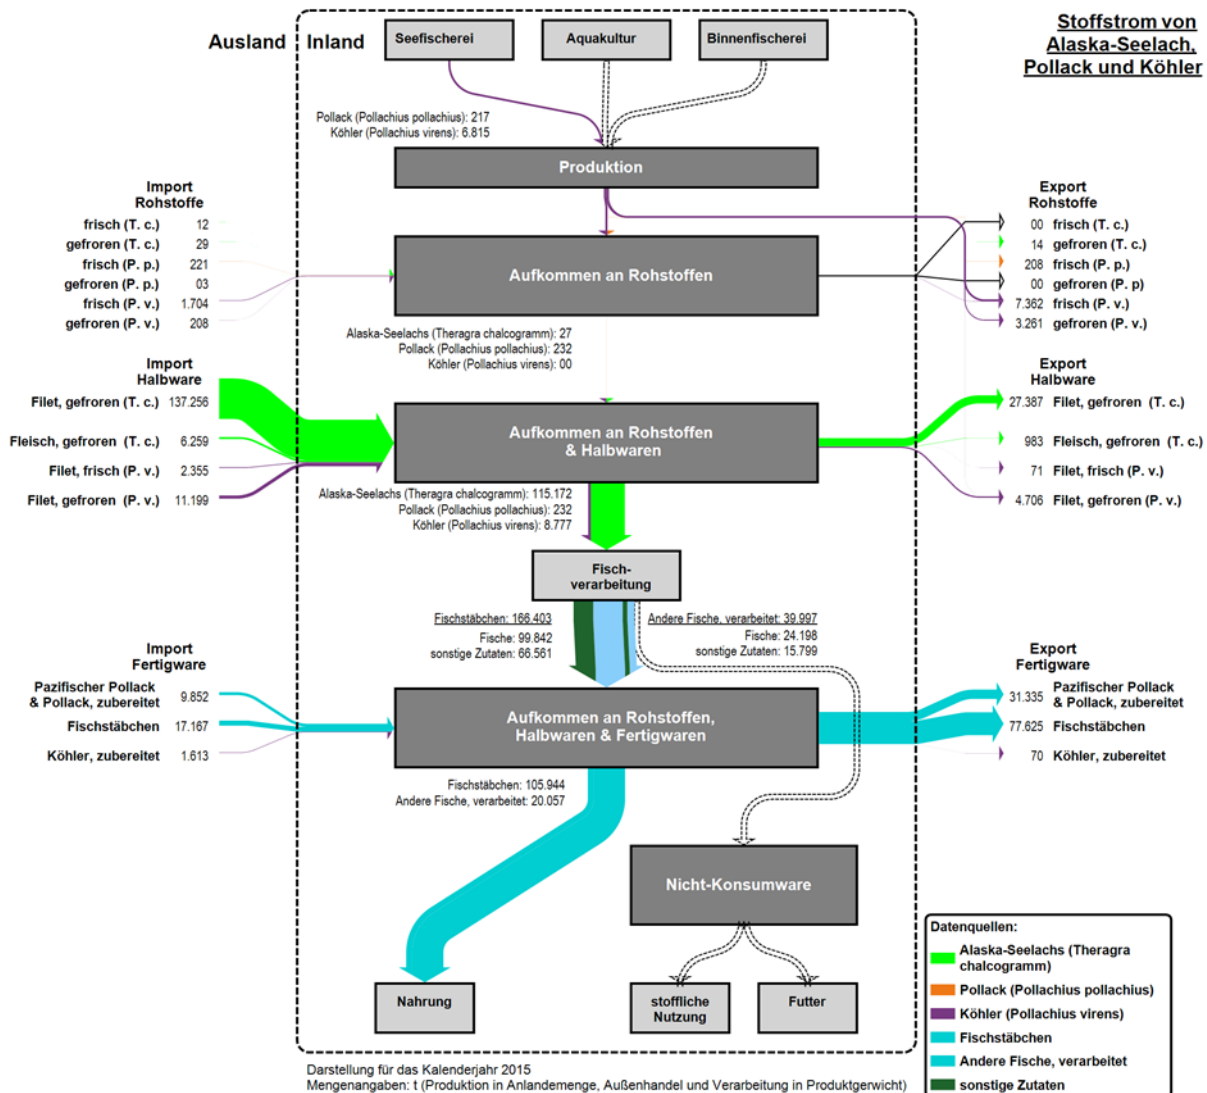 Stoffstrom von
Alaska-Seelach,
Pollack und Köhler
Ausland
Inland
Seefischerei
Aquakultur
Binnenfischerei
Pollack (Pollachius pollachius): 217
Köhler (Pollachius virens): 6.815
Produktion
Import
Rohstoffe
frisch (T. c.) 12
gefroren (T. c.) 29
frisch (P. p.) 221
gefroren (P. p.) 03
frisch (P. v.) 1.704
gefroren (P. v.) 208
Aufkommen an Rohstoffen
Export
Rohstoffe
00 frisch (T. c.)
14 gefroren (T. c.)
208 frisch (P. p.)
00 gefroren (P. p)
7.362 frisch (P. v.)
3.261 gefroren (P. v.)
Alaska-Seelachs (Theragra chalcogramm): 27
Pollack (Pollachius pollachius): 232
Köhler (Pollachius virens): 00
Import
Halbware
Filet, gefroren (T. c.) 137.256
Fleisch, gefroren (T. c.) 6.259
Filet, frisch (P. v.) 2.355
Filet, gefroren (P. v.) 11.199
Aufkommen an Rohstoffen
& Halbwaren
Export
Halbware
27.387 Filet, gefroren (T. c.)
983 Fleisch, gefroren (T. c.)
71 Filet, frisch (P. v.)
4.706 Filet, gefroren (P. v.)
Alaska-Seelachs (Theragra chalcogramm): 115.172
Pollack (Pollachius pollachius): 232
Köhler (Pollachius virens): 8.777
Fisch-
verarbeitung
Fischstäbchen: 166.403
Fische: 99.842
sonstige Zutaten: 66.561
Andere Fische, verarbeitet: 39.997
Fische: 24.198
sonstige Zutaten: 15.799
Import
Fertigware
Pazifischer Pollack
& Pollack, zubereitet 9.852
Fischstäbchen 17.167
Köhler, zubereitet 1.613
Aufkommen an Rohstoffen,
Halbwaren & Fertigwaren
Export
Fertigware
31.335 Pazifischer Pollack
& Pollack, zubereitet
77.625 Fischstäbchen
70 Köhler, zubereitet
Fischstäbchen: 105.944
Andere Fische, verarbeitet: 20.057
Nicht-Konsumware
Nahrung
stoffliche
Nutzung
Futter
Datenquellen:
Alaska-Seelachs (Theragra
chalcogramm)
Pollack (Pollachius pollachius)
Köhler (Pollachius virens)
Fischstäbchen
Andere Fische, verarbeitet
sonstige Zutaten
Darstellung für das Kalenderjahr 2015
Mengenangaben: t (Produktion in Anlandemenge, Außenhandel und Verarbeitung in Produktgerwicht)